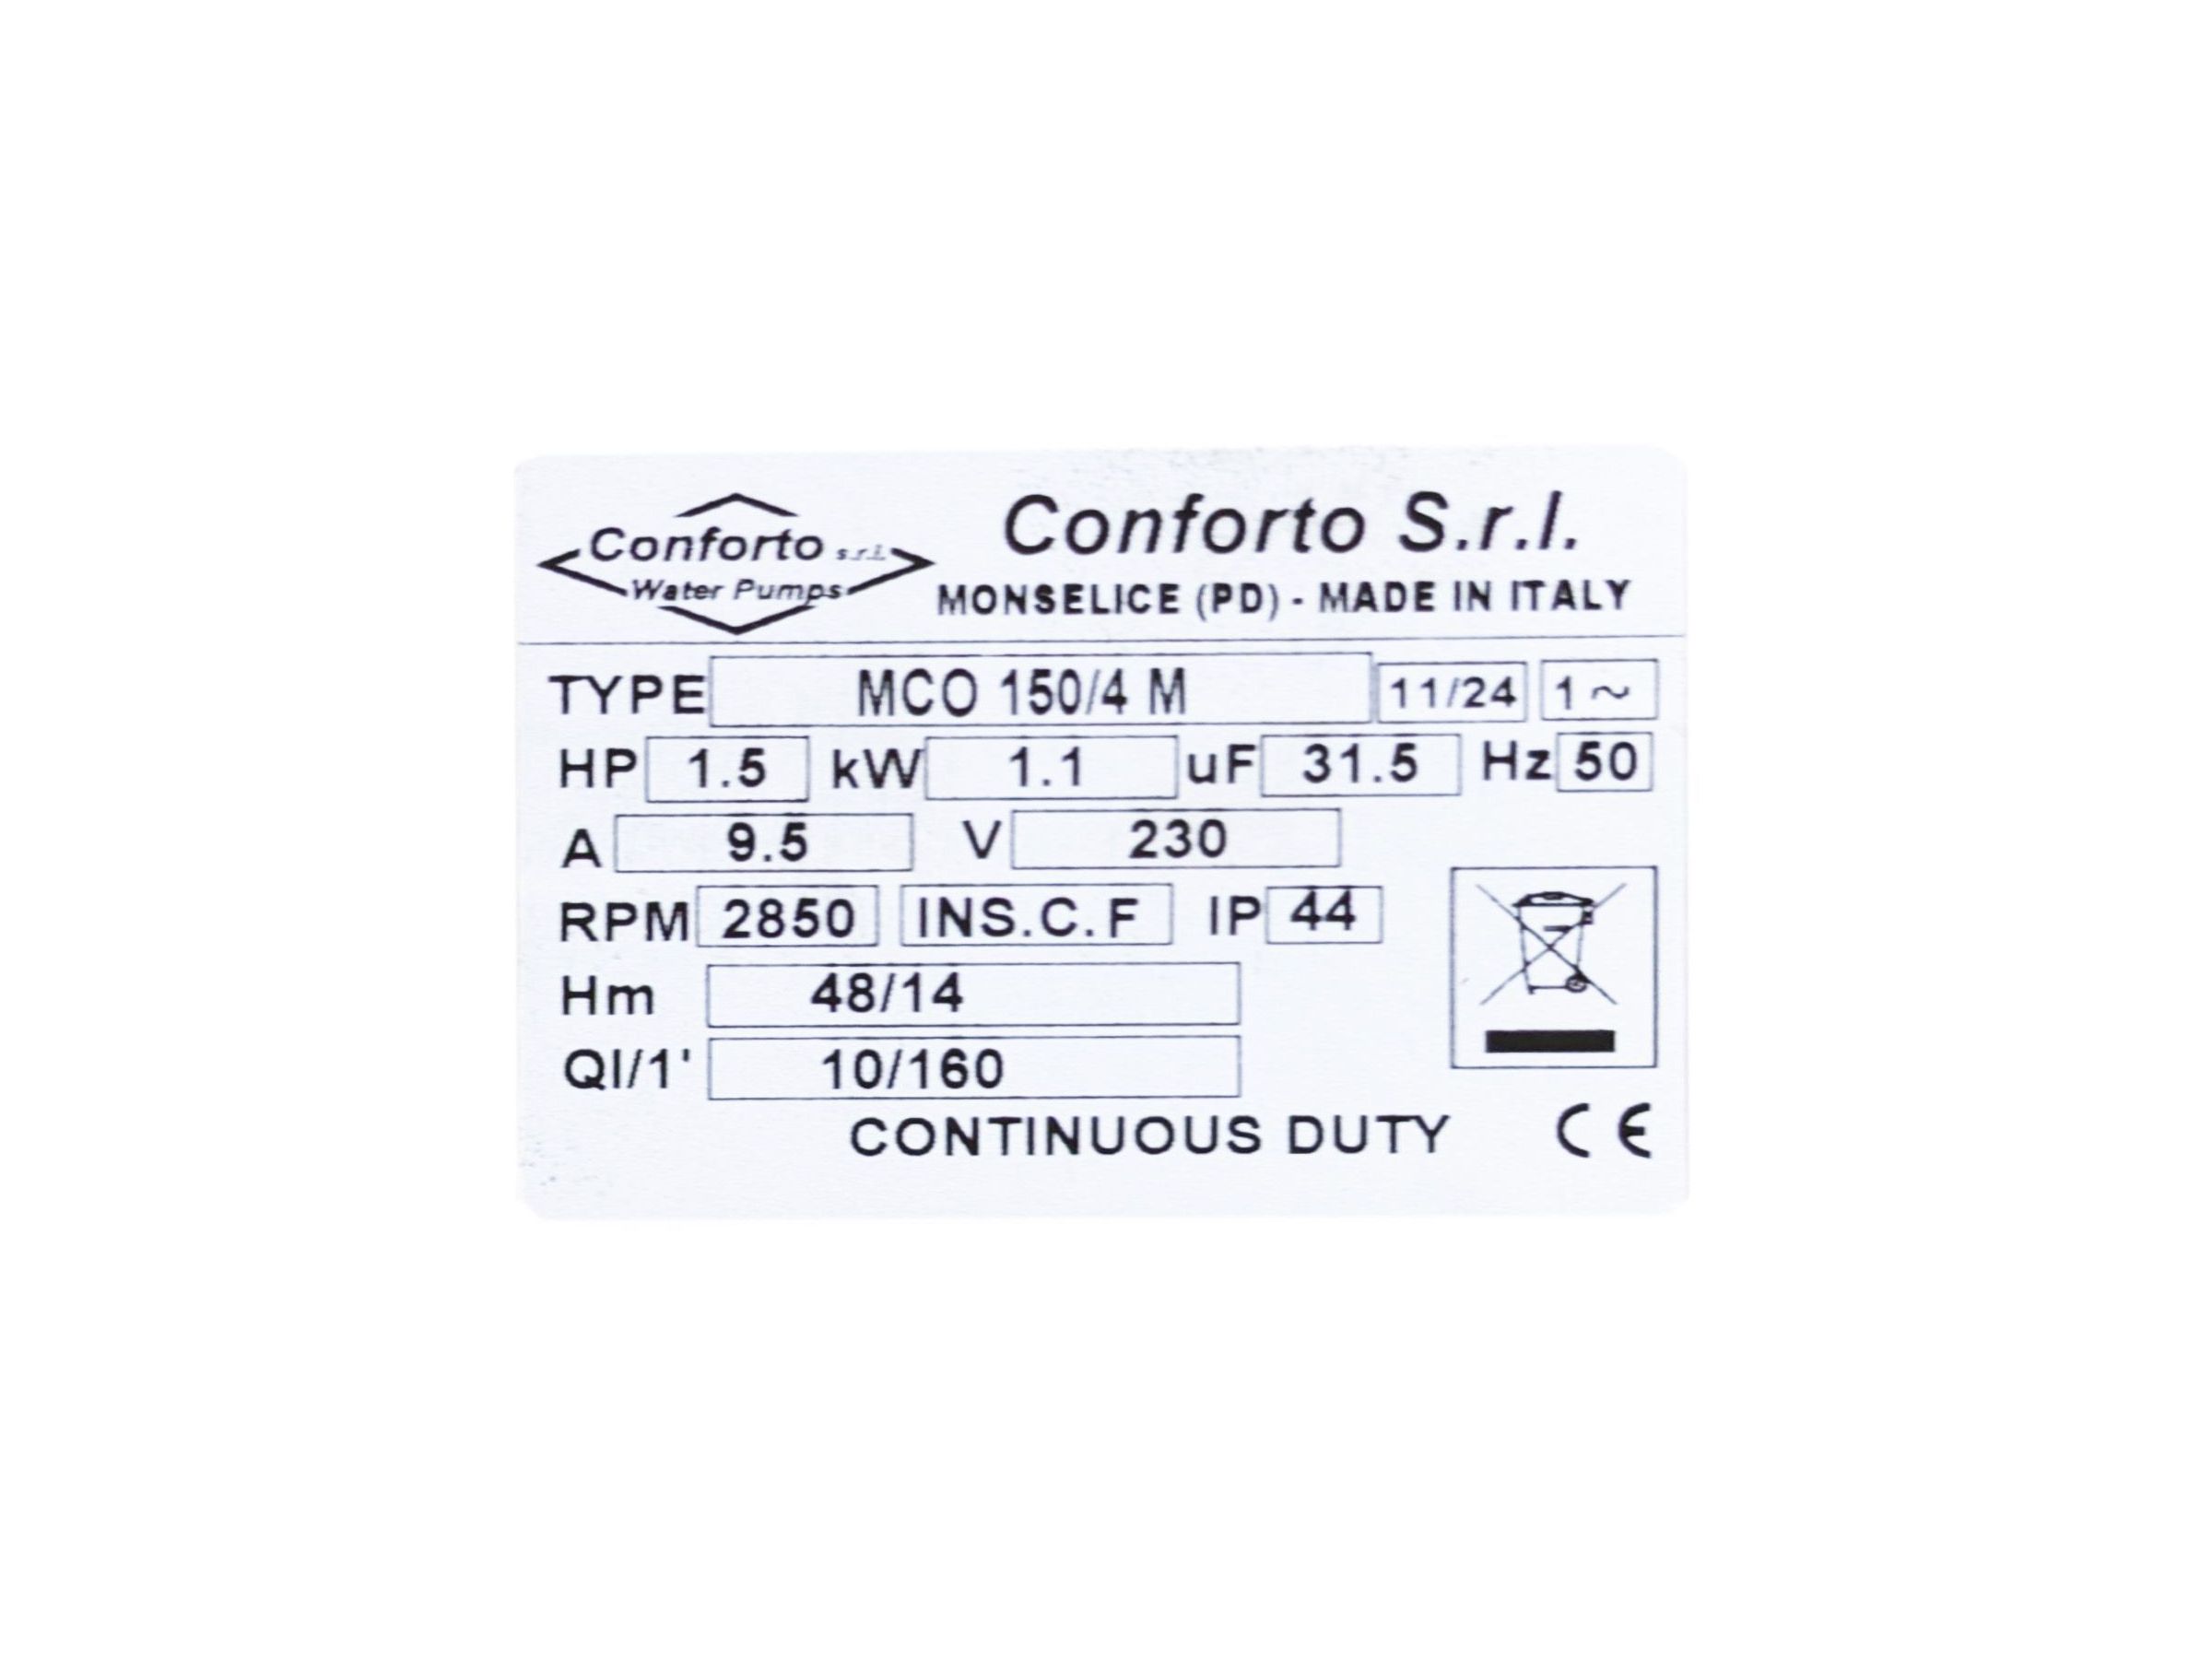 Conforto s.r.l.
Water Pumps
Conforto S.r.l.
MONSELICE (PD) - MADE IN ITALY
TYPE MCO 150/4 M 11/24 1 ~
HP 1.5 kW 1.1 uF 31.5 Hz 50
A 9.5 V 230
RPM 2850 INS.C.F IP 44
Hm 48/14
Ql/1' 10/160
CONTINUOUS DUTY CE